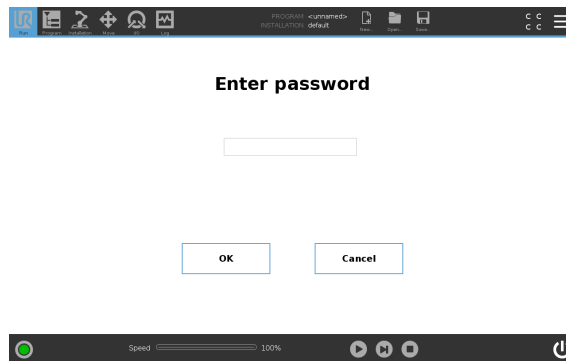 PROGRAM <unnamed>
INSTALLATION default
Run Program Installation Move I/O Log New... Open... Save...
C C
C C
Enter password
OK Cancel
Speed 100%